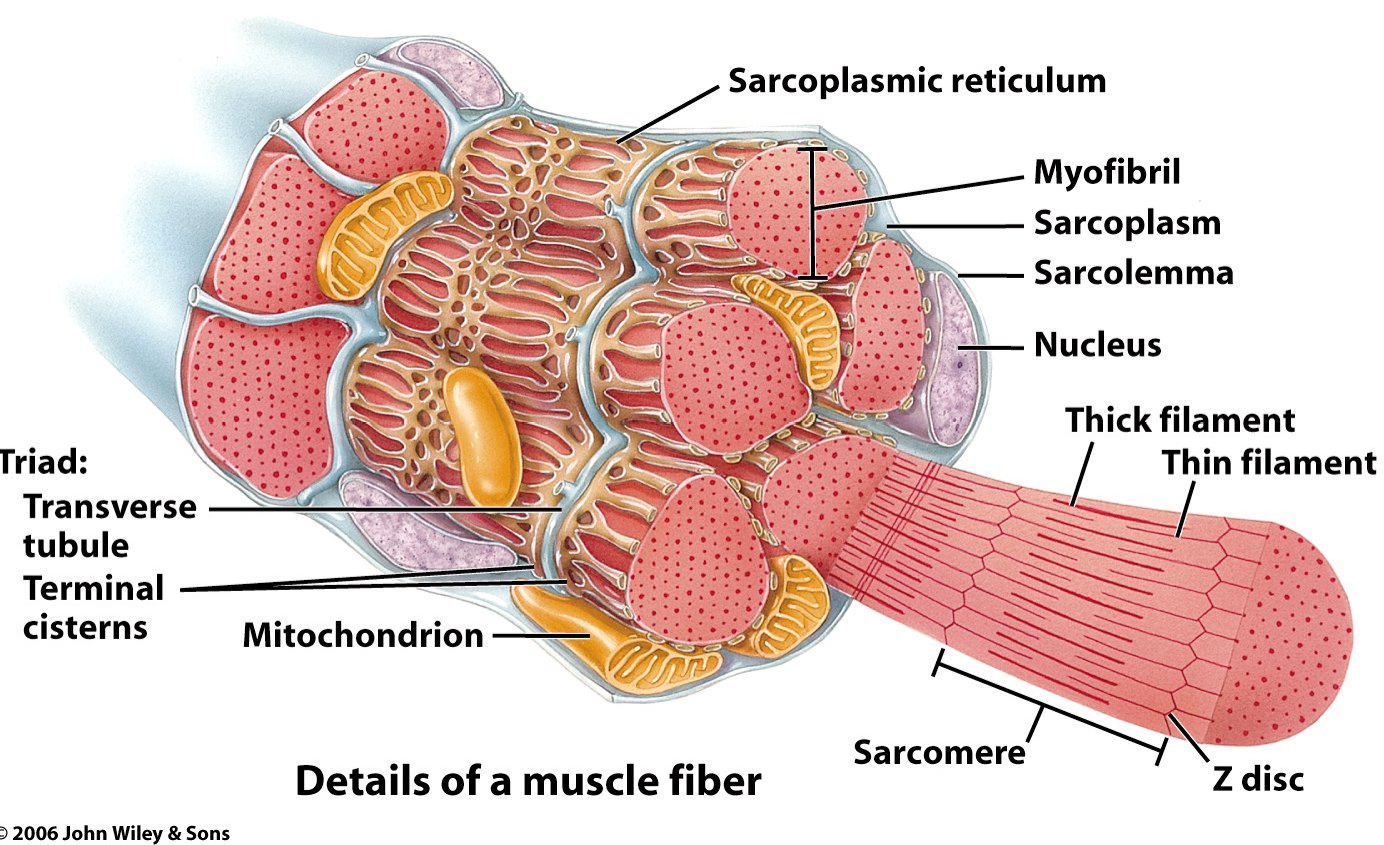 Sarcoplasmic reticulum
Myofibril
Sarcoplasm
Sarcolemma
Nucleus
Thick filament
Thin filament
Triad:
Transverse
tubule
Terminal
cisterns
Mitochondrion
Sarcomere
Z disc
Details of a muscle fiber
© 2006 John Wiley & Sons